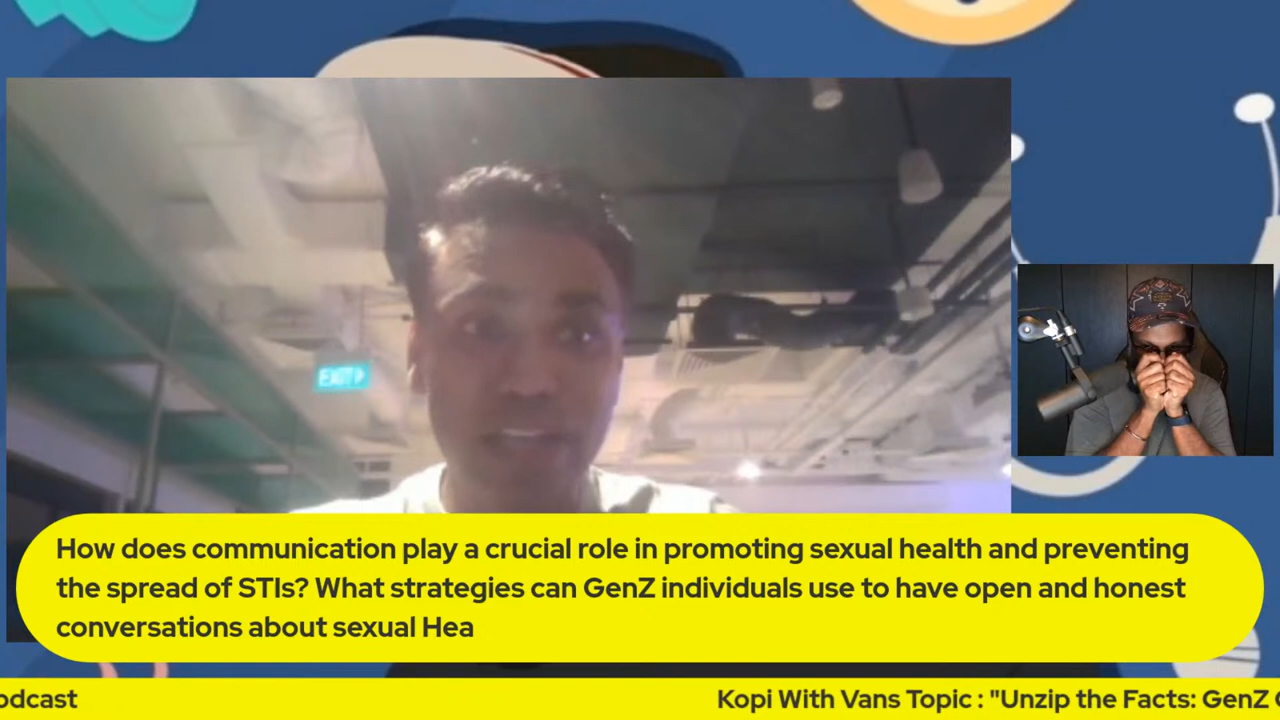 EXIT
How does communication play a crucial role in promoting sexual health and preventing
the spread of STIs? What strategies can GenZ individuals use to have open and honest
conversations about sexual Hea
odcast
Kopi With Vans Topic : "Unzip the Facts: GenZ